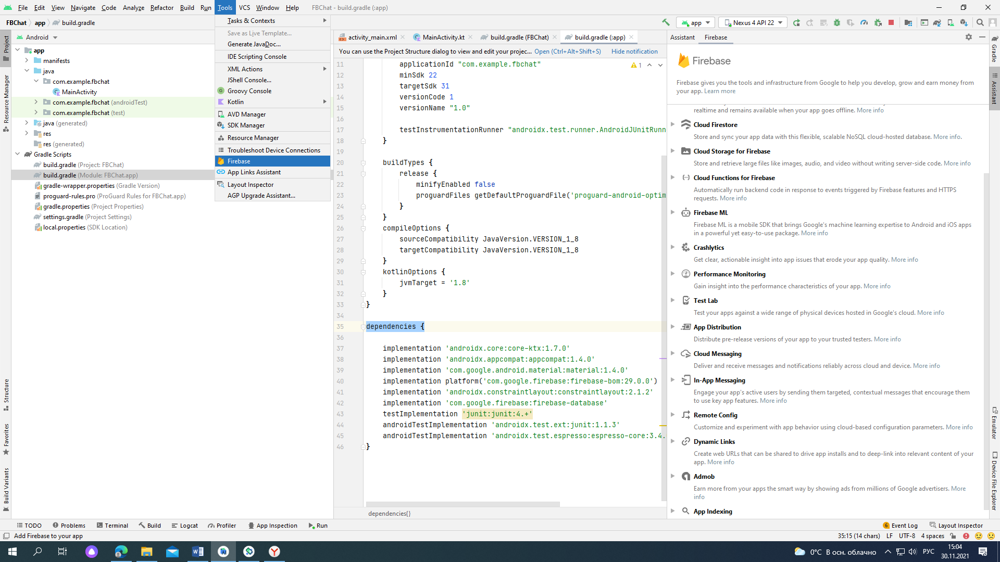 File Edit View Navigate Code Analyze Refactor Build Run Tools VCS Window Help FBChat - build.gradle (:app)
FBChat app build.gradle
app Nexus 4 API 22
Project
Resource Manager
Structure
Favorites
Build Variants
Android
app
manifests
java
com.example.fbchat
MainActivity
com.example.fbchat (androidTest)
com.example.fbchat (test)
java (generated)
res
res (generated)
Gradle Scripts
build.gradle (Project: FBChat)
build.gradle (Module: FBChat.app)
gradle-wrapper.properties (Gradle Version)
proguard-rules.pro (ProGuard Rules for FBChat.app)
gradle.properties (Project Properties)
settings.gradle (Project Settings)
local.properties (SDK Location)
Tasks & Contexts
Save as Live Template...
Generate JavaDoc...
IDE Scripting Console
XML Actions
JShell Console...
Groovy Console
Kotlin
AVD Manager
SDK Manager
Resource Manager
Troubleshoot Device Connections
Firebase
App Links Assistant
Layout Inspector
AGP Upgrade Assistant...
activity_main.xml MainActivity.kt build.gradle (FBChat) build.gradle (:app)
You can use the Project Structure dialog to view and edit your projec... Open (Ctrl+Alt+Shift+S) Hide notification
1
11 applicationId "com.example.fbchat"
12 minSdk 22
13 targetSdk 31
14 versionCode 1
15 versionName "1.0"
16
17 testInstrumentationRunner "androidx.test.runner.AndroidJUnitRunn
18 }
19
20 buildTypes {
21 release {
22 minifyEnabled false
23 proguardFiles getDefaultProguardFile('proguard-android-optim
24 }
25 }
26 compileOptions {
27 sourceCompatibility JavaVersion.VERSION_1_8
28 targetCompatibility JavaVersion.VERSION_1_8
29 }
30 kotlinOptions {
31 jvmTarget = '1.8'
32 }
33 }
34
35 dependencies {
36
37 implementation 'androidx.core:core-ktx:1.7.0'
38 implementation 'androidx.appcompat:appcompat:1.4.0'
39 implementation 'com.google.android.material:material:1.4.0'
40 implementation platform('com.google.firebase:firebase-bom:29.0.0')
41 implementation 'androidx.constraintlayout:constraintlayout:2.1.2'
42 implementation 'com.google.firebase:firebase-database'
43 testImplementation 'junit:junit:4.+'
44 androidTestImplementation 'androidx.test.ext:junit:1.1.3'
45 androidTestImplementation 'androidx.test.espresso:espresso-core:3.4.
46 }
dependencies{}
Assistant Firebase
Firebase
Firebase gives you the tools and infrastructure from Google to help you develop, grow and earn money from
your app. Learn more
realtime and remains available when your app goes offline. More info
Cloud Firestore
Store and sync your app data with this flexible, scalable NoSQL cloud-hosted database. More info.
Cloud Storage for Firebase
Store and retrieve large files like images, audio, and video without writing server-side code. More info
Cloud Functions for Firebase
Automatically run backend code in response to events triggered by Firebase features and HTTPS
requests. More info
Firebase ML
Firebase ML is a mobile SDK that brings Google's machine learning expertise to Android and iOS apps
in a powerful yet easy-to-use package. More info
Crashlytics
Get clear, actionable insight into app issues that erode your app quality. More info
Performance Monitoring
Gain insight into the performance characteristics of your app. More info
Test Lab
Test your apps against a wide range of physical devices hosted in Google's cloud. More info
App Distribution
Distribute pre-release versions of your app to your trusted testers. More info
Cloud Messaging
Deliver and receive messages and notifications reliably across cloud and device. More info
In-App Messaging
Engage your app's active users by sending them targeted, contextual messages that encourage them
to use key app features. More info
Remote Config
Customize and experiment with app behavior using cloud-based configuration parameters. More info
Dynamic Links
Create web URLs that can be shared to drive app installs and to deep-link into relevant content of your
app. More info
Admob
Earn more from your apps the smart way by showing ads from millions of Google advertisers. More
info
App Indexing
Gradle
Assistant
Emulator
Device File Explorer
TODO Problems Terminal Build Logcat Profiler App Inspection Run 6 Event Log Layout Inspector
Add Firebase to your app 35:15 (14 chars) LF UTF-8 4 spaces
0°C В осн. облачно РУС 15:04
30.11.2021